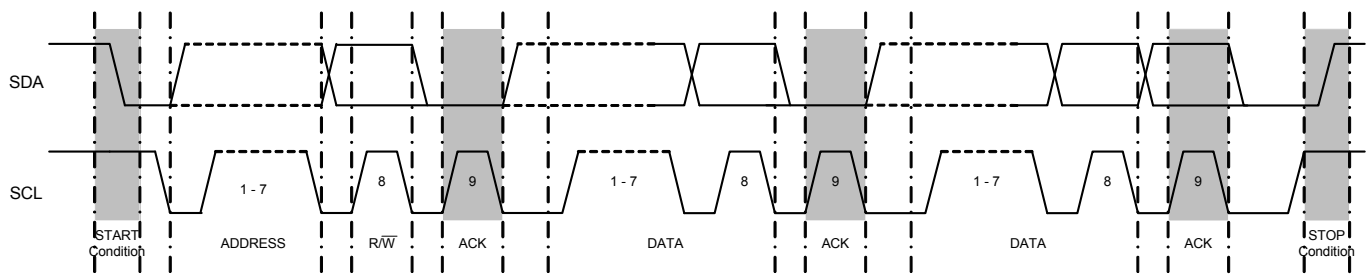 SDA
SCL
1 - 7
8
9
1 - 7
8
9
1 - 7
8
9
START
Condition
ADDRESS
R/W̅
ACK
DATA
ACK
DATA
ACK
STOP
Condition